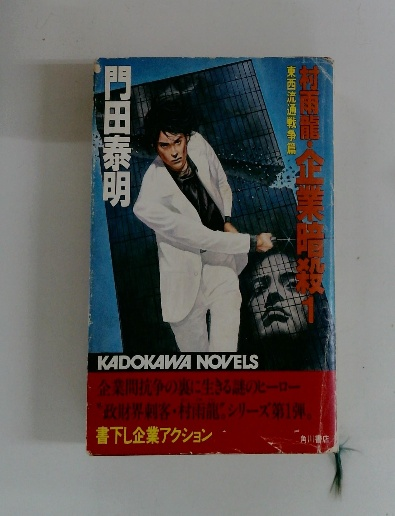 村雨龍・企業暗殺1
東西流通戦争篇
門田泰明
KADOKAWA NOVELS
企業間抗争の裏に生きる謎のヒーロー
"政財界刺客・村雨龍"シリーズ第1弾。
書下し企業アクション
角川書店